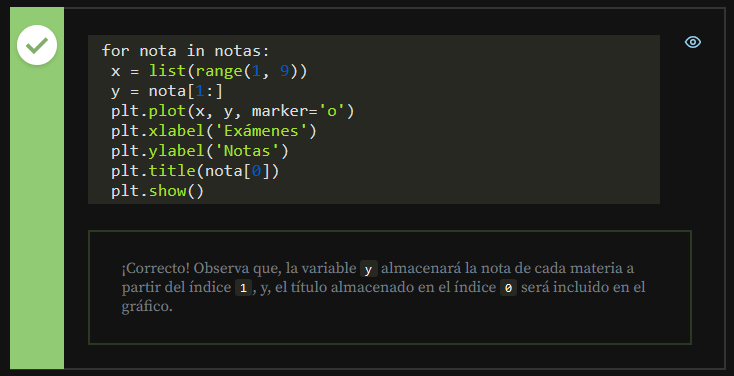 for nota in notas:
 x = list(range(1, 9))
 y = nota[1:]
 plt.plot(x, y, marker='o')
 plt.xlabel('Exámenes')
 plt.ylabel('Notas')
 plt.title(nota[0])
 plt.show()
¡Correcto! Observa que, la variable y almacenará la nota de cada materia a
partir del índice 1 , y, el título almacenado en el índice 0 será incluido en el
gráfico.